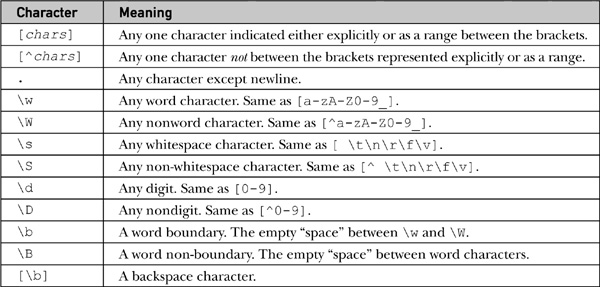 Character Meaning
[chars] Any one character indicated either explicitly or as a range between the brackets.
[^chars] Any one character not between the brackets represented explicitly or as a range.
. Any character except newline.
\w Any word character. Same as [a-zA-Z0-9_].
\W Any nonword character. Same as [^a-zA-Z0-9_].
\s Any whitespace character. Same as [ \t\n\r\f\v].
\S Any non-whitespace character. Same as [^ \t\n\r\f\v].
\d Any digit. Same as [0-9].
\D Any nondigit. Same as [^0-9].
\b A word boundary. The empty “space” between \w and \W.
\B A word non-boundary. The empty “space” between word characters.
[\b] A backspace character.